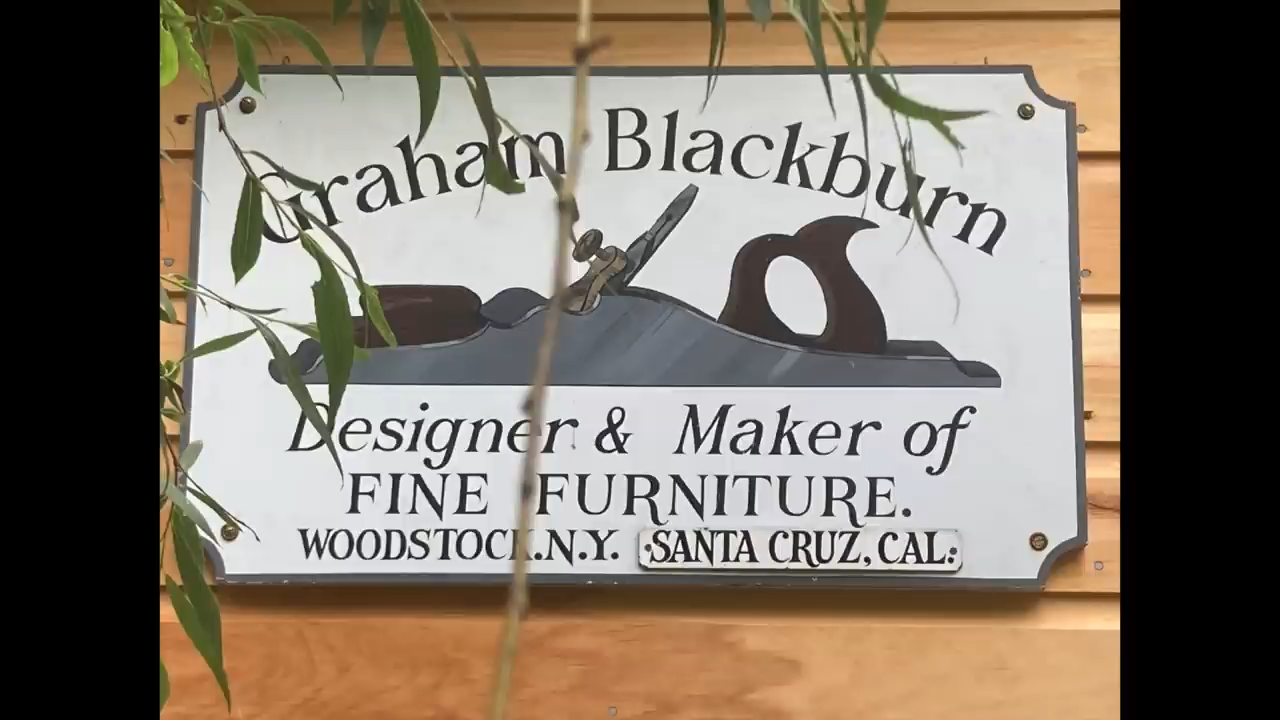 Graham Blackburn
Designer & Maker of
FINE FURNITURE.
WOODSTOCK.N.Y. SANTA CRUZ, CAL.